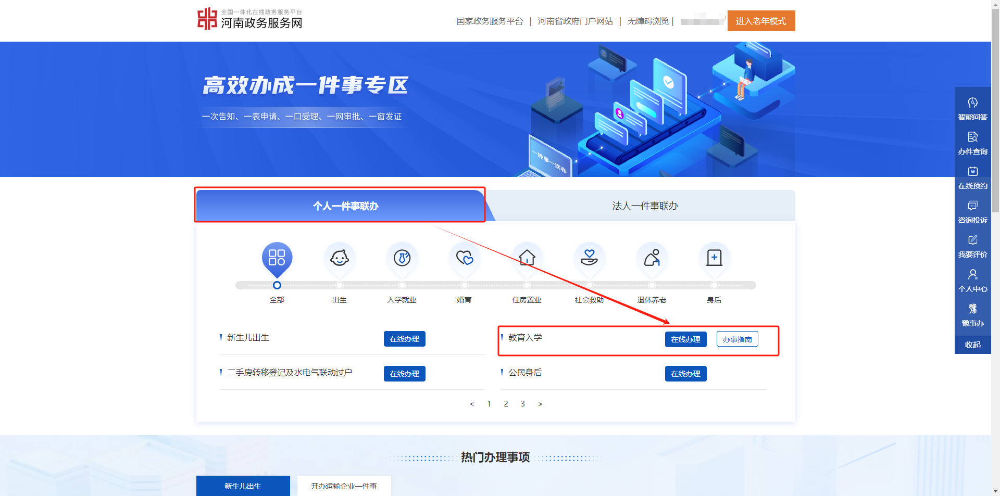 全国一体化在线政务服务平台
河南政务服务网
国家政务服务平台 | 河南省政府门户网站 | 无障碍浏览 |
进入老年模式
高效办成一件事专区
一次告知、一表申请、一口受理、一网审批、一窗发证
一件事一次办
个人一件事联办
法人一件事联办
全部
出生
入学就业
婚育
住房置业
社会救助
退休养老
身后
新生儿出生
在线办理
教育入学
在线办理
办事指南
二手房转移登记及水电气联动过户
在线办理
公民身后
在线办理
< 1 2 3 >
热门办理事项
新生儿出生
开办运输企业一件事
智能问答
办件查询
在线预约
咨询投诉
我要评价
个人中心
豫
豫事办
收起